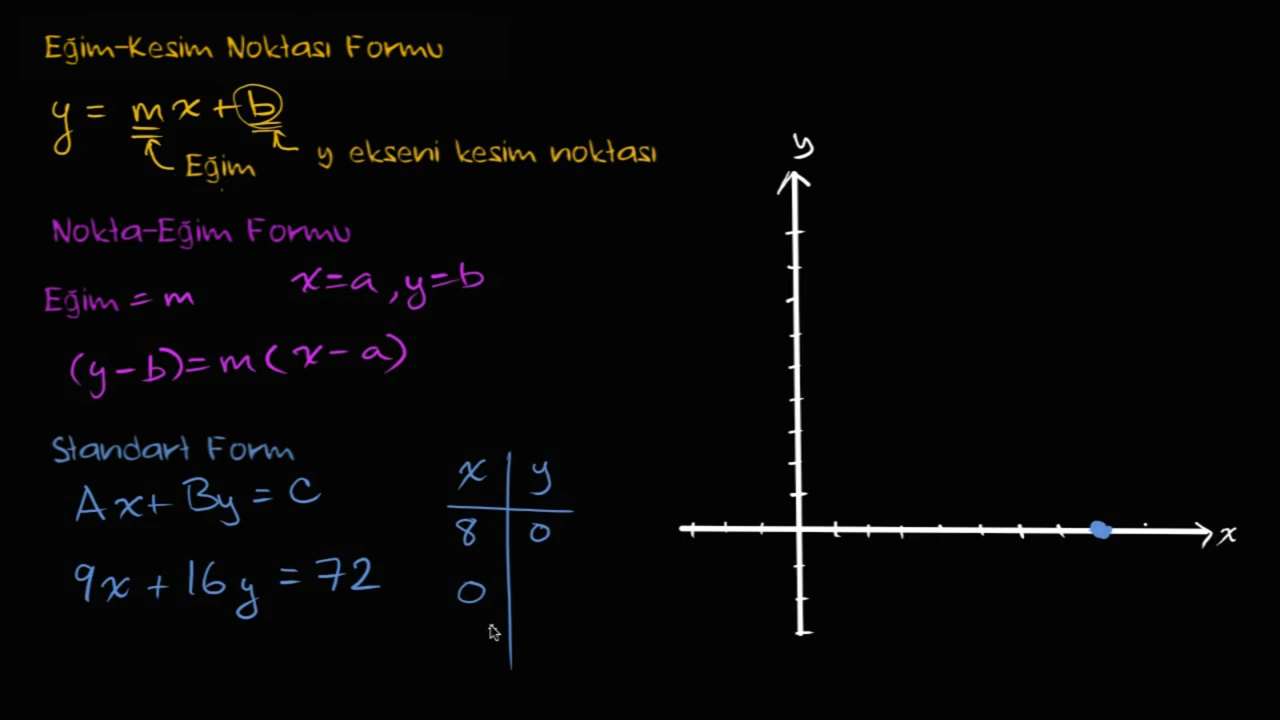 Eğim-Kesim Noktası Formu
y = mx + b
Eğim
y ekseni kesim noktası
Nokta-Eğim Formu
Eğim = m
x=a, y=b
(y-b)=m(x-a)
Standart Form
Ax+By=C
9x+16y=72
x y
8 0
0
y
x